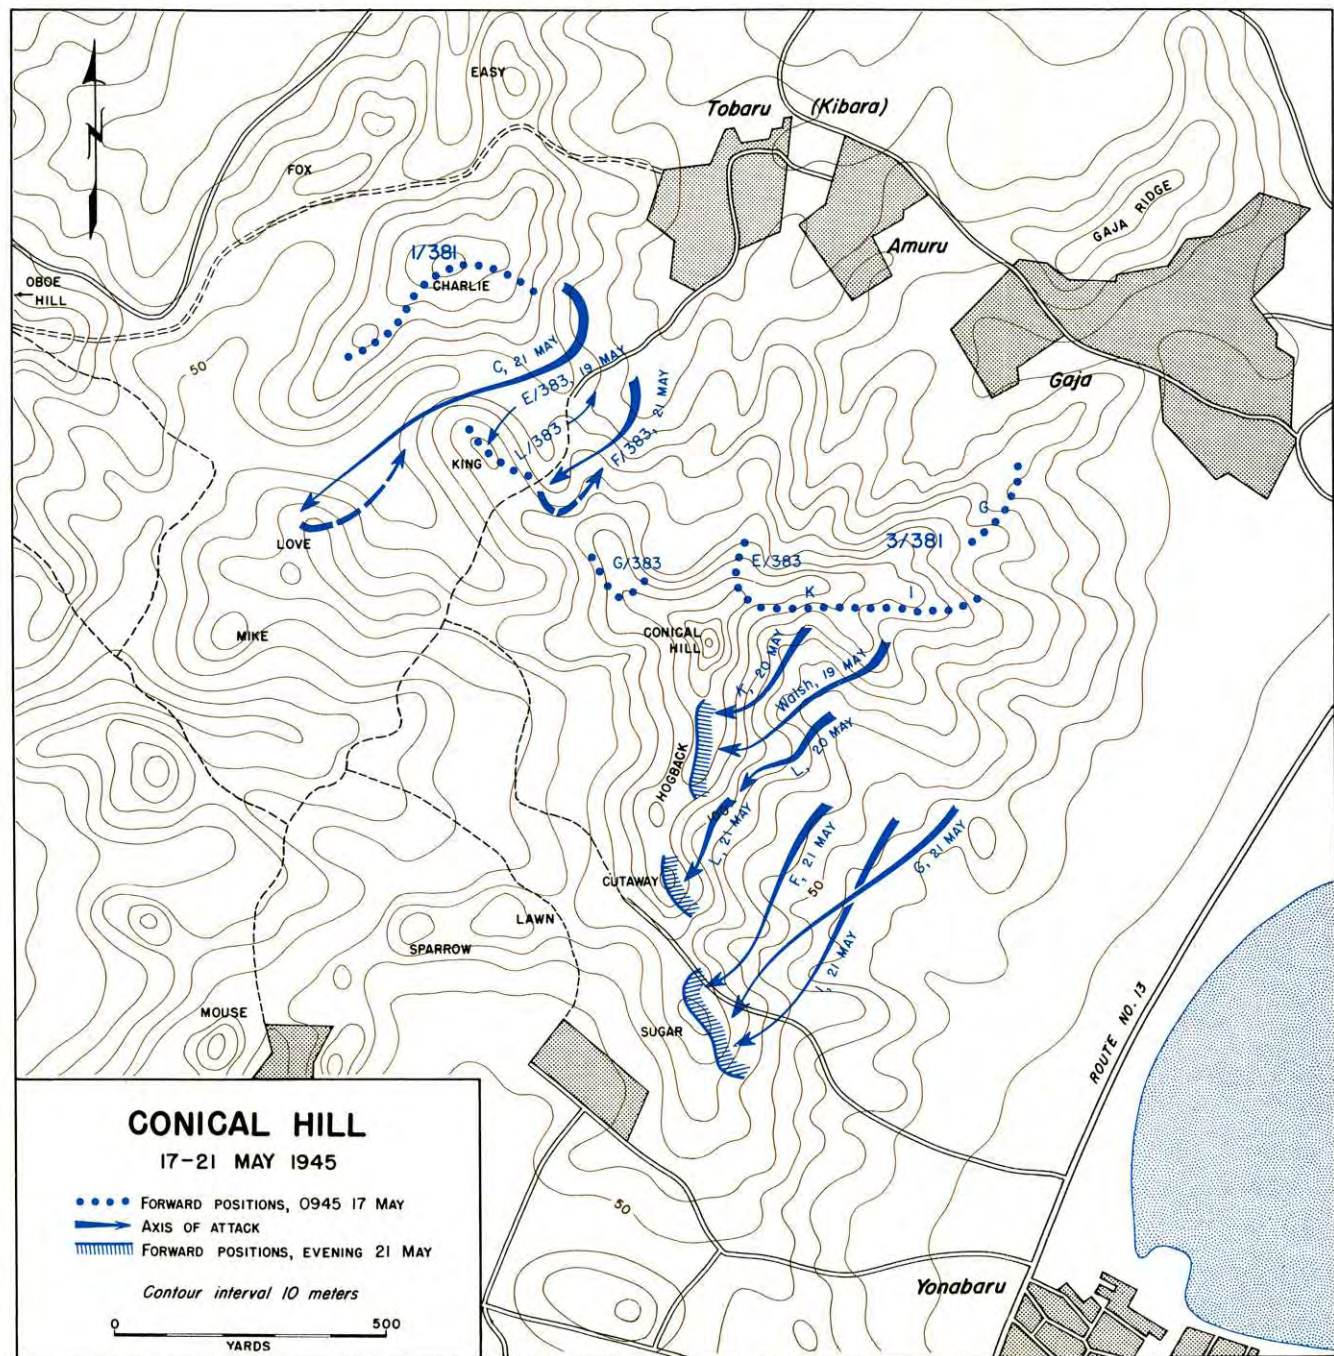 N
EASY
Tobaru (Kibara)
FOX
GAJA RIDGE
1/381
Amuru
OBOE
HILL
CHARLIE
50
C, 21 MAY
E/383, 19 MAY
Gaja
L/383
F/383, 21 MAY
KING
G
LOVE
3/381
G/383
E/383
K
I
MIKE
CONICAL
HILL
K, 20 MAY
Walsh, 19 MAY
L, 20 MAY
HOGBACK
100
L, 21 MAY
F, 21 MAY
G, 21 MAY
50
CUTAWAY
LAWN
SPARROW
I, 21 MAY
MOUSE
SUGAR
ROUTE NO. 13
CONICAL HILL
17-21 MAY 1945
FORWARD POSITIONS, 0945 17 MAY
AXIS OF ATTACK
FORWARD POSITIONS, EVENING 21 MAY
Contour interval 10 meters
0 500
YARDS
50
Yonabaru